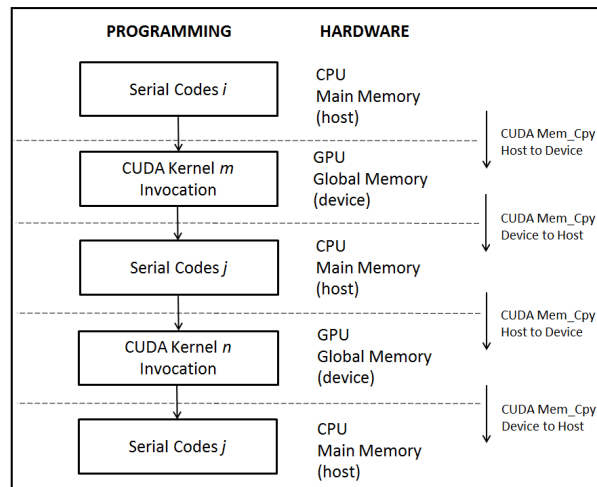 PROGRAMMING
HARDWARE
Serial Codes i
CPU
Main Memory
(host)
CUDA Mem_Cpy
Host to Device
CUDA Kernel m
Invocation
GPU
Global Memory
(device)
CUDA Mem_Cpy
Device to Host
Serial Codes j
CPU
Main Memory
(host)
CUDA Mem_Cpy
Host to Device
CUDA Kernel n
Invocation
GPU
Global Memory
(device)
CUDA Mem_Cpy
Device to Host
Serial Codes j
CPU
Main Memory
(host)